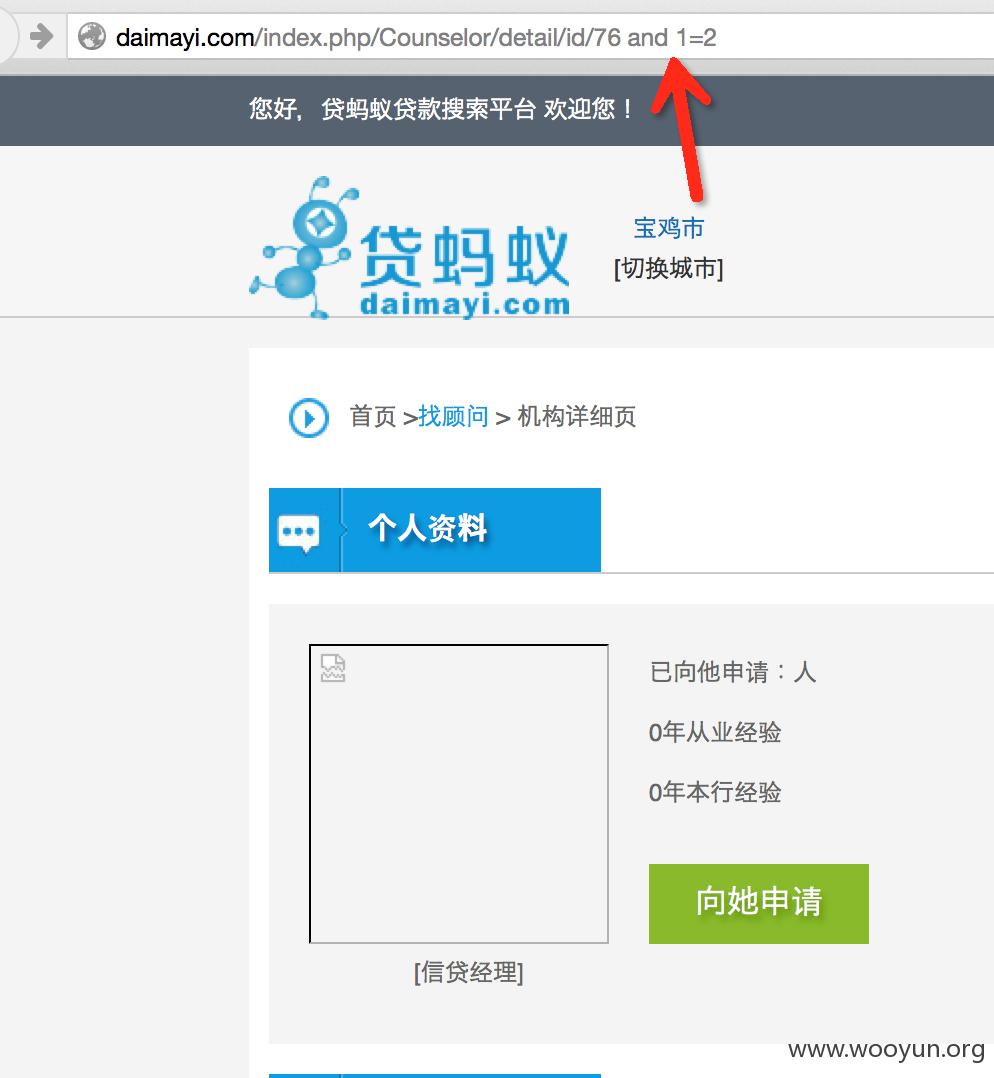 daimayi.com/index.php/Counselor/detail/id/76 and 1=2
您好， 贷蚂蚁贷款搜索平台 欢迎您！
贷蚂蚁
daimayi.com
宝鸡市
[切换城市]
首页 >找顾问 > 机构详细页
个人资料
已向他申请：人
0年从业经验
0年本行经验
向她申请
[信贷经理]
www.wooyun.org